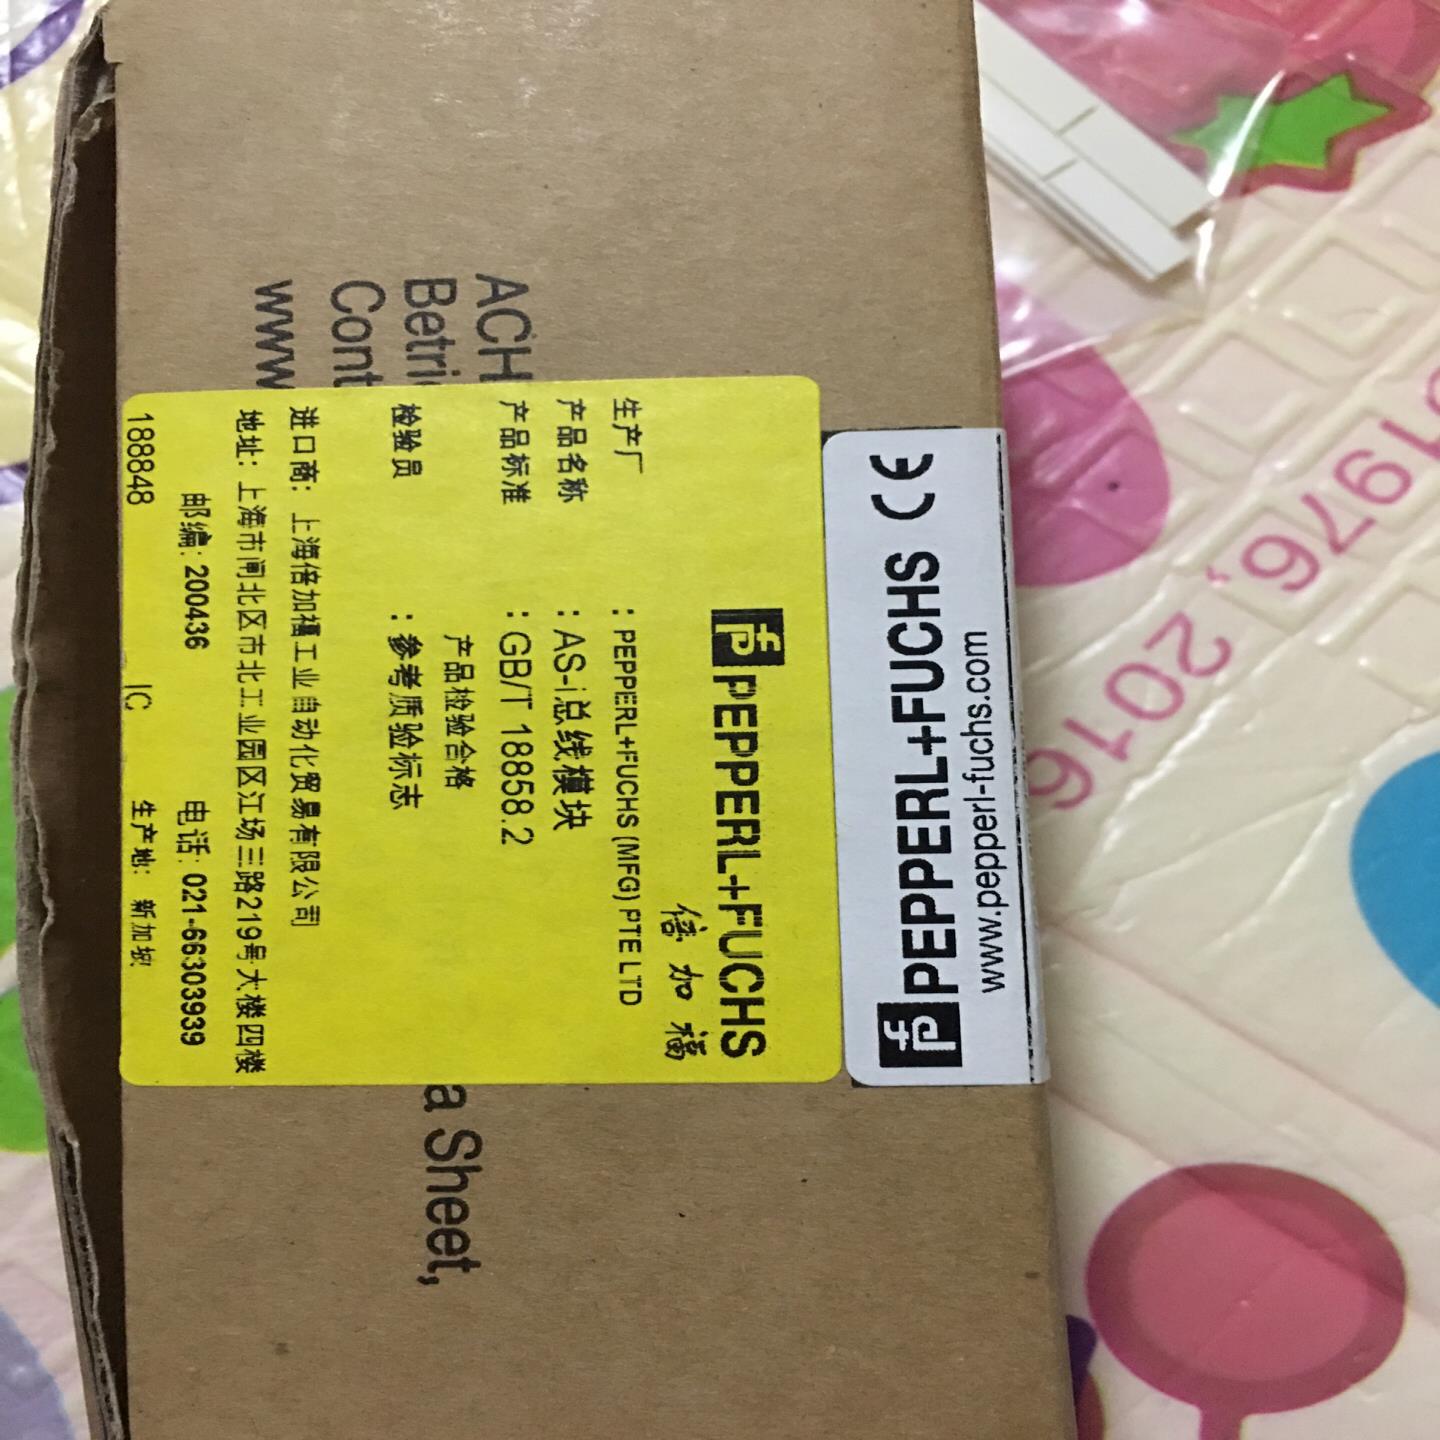 PEPPERL+FUCHS
倍加福
生产厂 : PEPPERL+FUCHS (MFG) PTE LTD
产品名称 : AS-i总线模块
产品标准 : GB/T 18858.2
产品检验合格
检验员 : 参考质验标志
进口商: 上海倍加福工业自动化贸易有限公司
地址: 上海市闸北区市北工业园区江场三路219号大楼四楼
邮编: 200436 电话: 021-66303939
188848 IC 生产地: 新加坡
PEPPERL+FUCHS CE
www.pepperl-fuchs.com
ACH
Betri
Cont
www
a Sheet,
1976, 2016